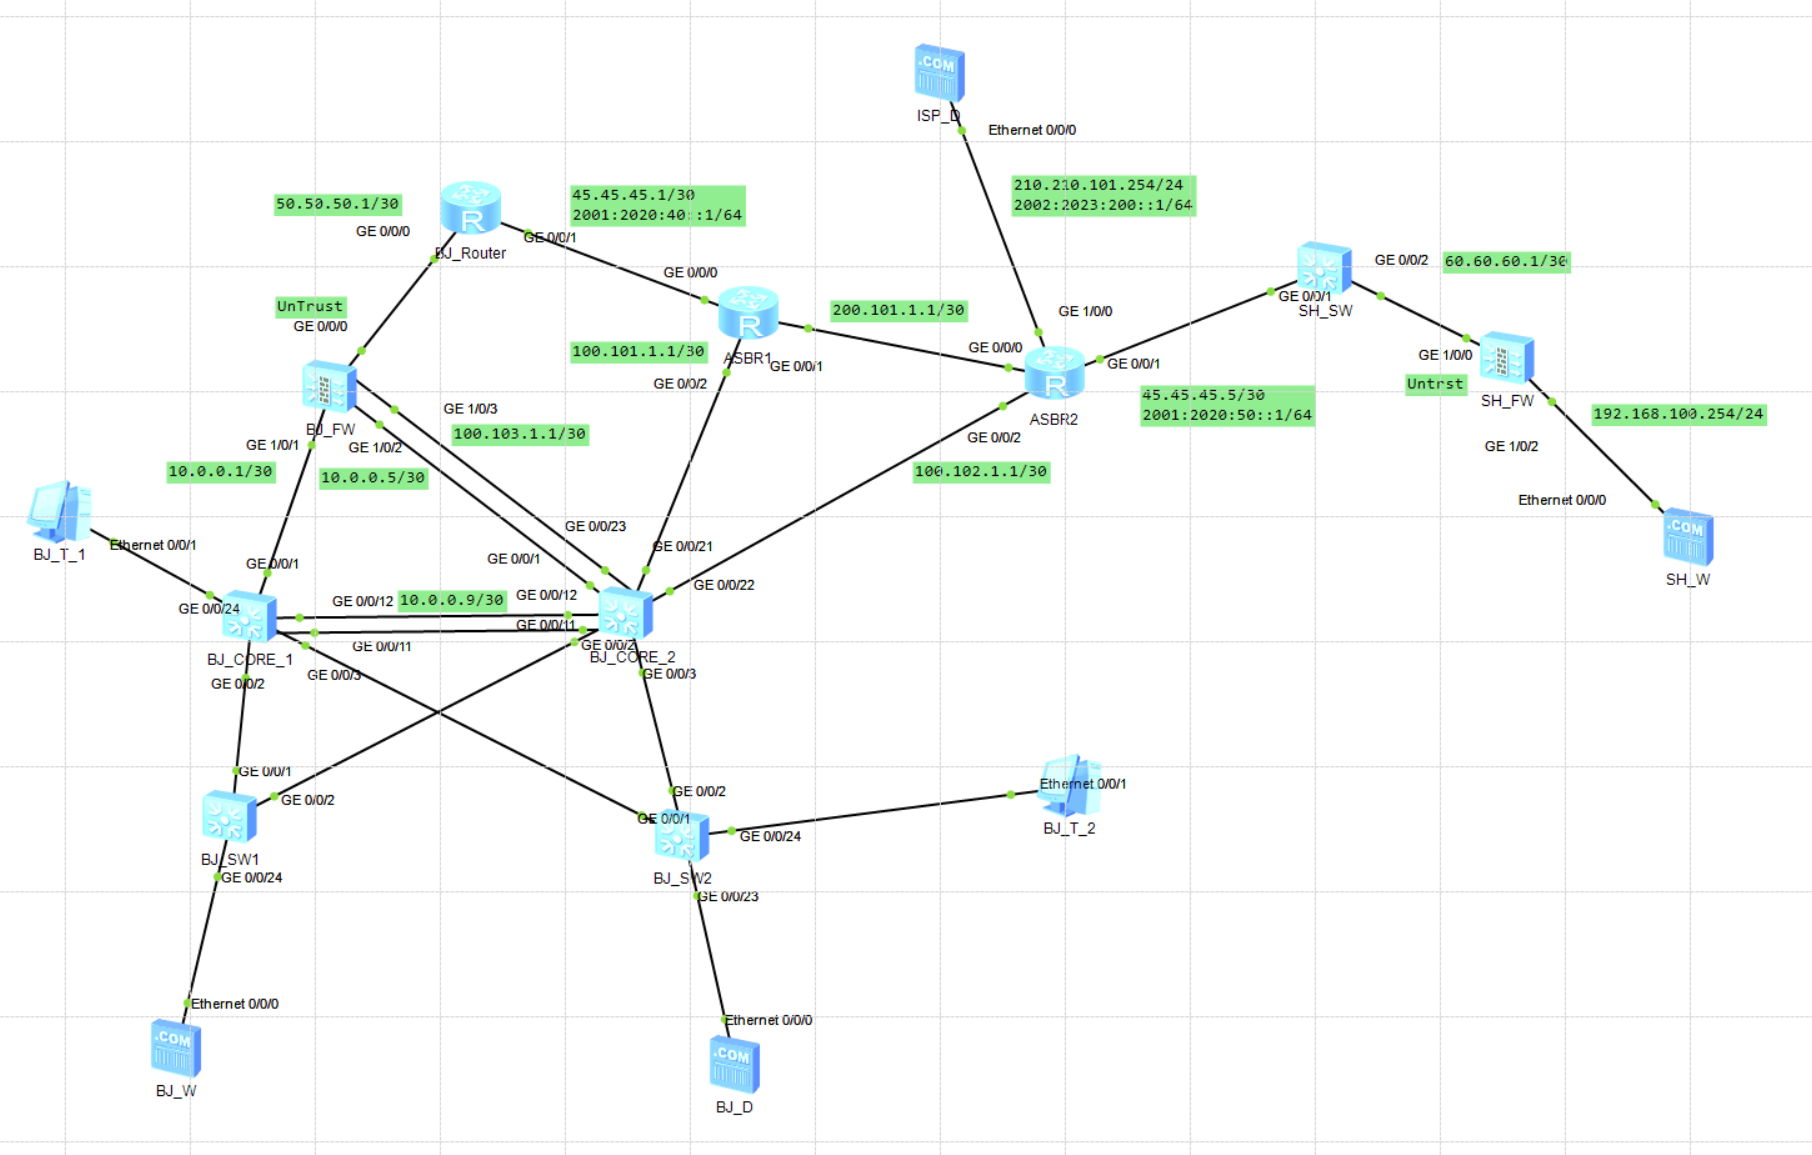 .COM
ISP_D
Ethernet 0/0/0
50.50.50.1/30
45.45.45.1/30
2001:2020:40::1/64
210.210.101.254/24
2002:2023:200::1/64
GE 0/0/0
R
GE 0/0/1
BJ_Router
GE 0/0/0
GE 0/0/2
60.60.60.1/30
GE 0/0/1
SH_SW
UnTrust
GE 0/0/0
R
200.101.1.1/30
GE 1/0/0
100.101.1.1/30
ASBR1
GE 0/0/1
GE 0/0/2
GE 0/0/0
GE 0/0/1
R
ASBR2
GE 1/0/0
Untrst
SH_FW
45.45.45.5/30
2001:2020:50::1/64
192.168.100.254/24
BJ_FW
GE 1/0/3
100.103.1.1/30
GE 1/0/1
GE 1/0/2
GE 0/0/2
GE 1/0/2
10.0.0.1/30
10.0.0.5/30
100.102.1.1/30
Ethernet 0/0/0
.COM
SH_W
BJ_T_1
Ethernet 0/0/1
GE 0/0/23
GE 0/0/21
GE 0/0/1
GE 0/0/1
GE 0/0/22
GE 0/0/24
GE 0/0/12
10.0.0.9/30
GE 0/0/12
GE 0/0/11
GE 0/0/11
GE 0/0/2
BJ_CORE_1
BJ_CORE_2
GE 0/0/2
GE 0/0/3
GE 0/0/3
GE 0/0/1
GE 0/0/2
GE 0/0/2
GE 0/0/1
Ethernet 0/0/1
BJ_T_2
GE 0/0/24
BJ_SW1
GE 0/0/24
BJ_SW2
GE 0/0/23
Ethernet 0/0/0
.COM
BJ_W
Ethernet 0/0/0
.COM
BJ_D